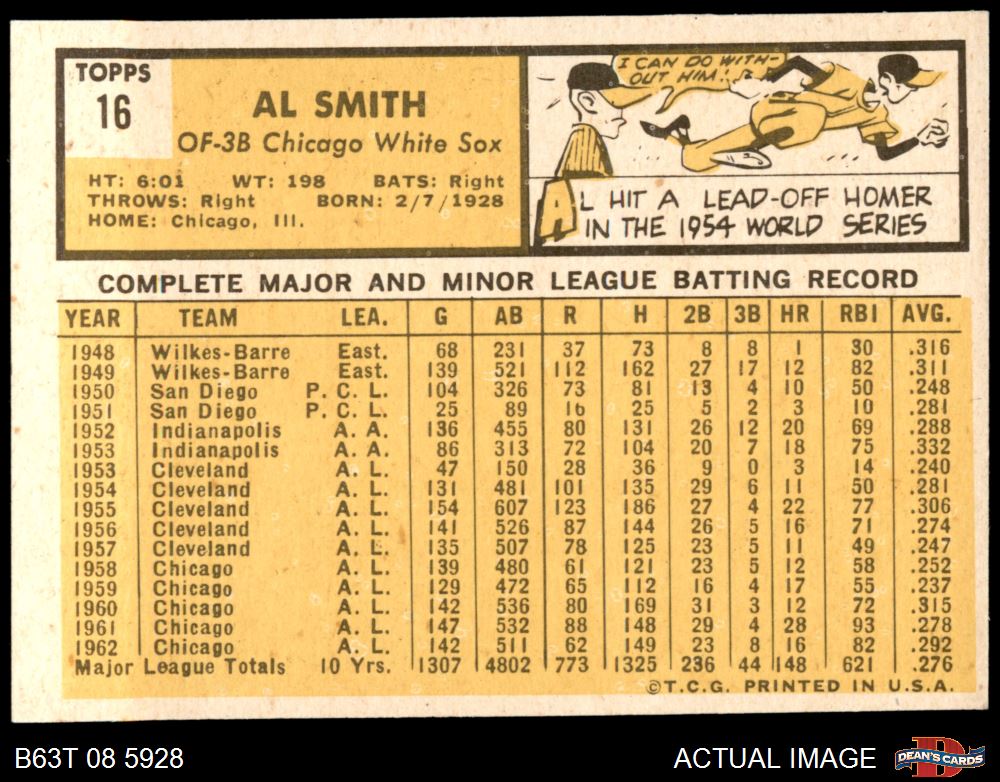 TOPPS
16
AL SMITH
OF-3B Chicago White Sox
HT: 6:01 WT: 198 BATS: Right
THROWS: Right BORN: 2/7/1928
HOME: Chicago, Ill.
I CAN DO WITH-
OUT HIM!
AL HIT A LEAD-OFF HOMER
IN THE 1954 WORLD SERIES
COMPLETE MAJOR AND MINOR LEAGUE BATTING RECORD
YEAR TEAM LEA. G AB R H 2B 3B HR RBI AVG.
1948 Wilkes-Barre East. 68 231 37 73 8 8 1 30 .316
1949 Wilkes-Barre East. 139 521 112 162 27 17 12 82 .311
1950 San Diego P. C. L. 104 326 73 81 13 4 10 50 .248
1951 San Diego P. C. L. 25 89 16 25 5 2 3 10 .281
1952 Indianapolis A. A. 136 455 80 131 26 12 20 69 .288
1953 Indianapolis A. A. 86 313 72 104 20 7 18 75 .332
1953 Cleveland A. L. 47 150 28 36 9 0 3 14 .240
1954 Cleveland A. L. 131 481 101 135 29 6 11 50 .281
1955 Cleveland A. L. 154 607 123 186 27 4 22 77 .306
1956 Cleveland A. L. 141 526 87 144 26 5 16 71 .274
1957 Cleveland A. L. 135 507 78 125 23 5 11 49 .247
1958 Chicago A. L. 139 480 61 121 23 5 12 58 .252
1959 Chicago A. L. 129 472 65 112 16 4 17 55 .237
1960 Chicago A. L. 142 536 80 169 31 3 12 72 .315
1961 Chicago A. L. 147 532 88 148 29 4 28 93 .278
1962 Chicago A. L. 142 511 62 149 23 8 16 82 .292
Major League Totals 10 Yrs. 1307 4802 773 1325 236 44 148 621 .276
©T.C.G. PRINTED IN U.S.A.
B63T 08 5928 ACTUAL IMAGE D DEAN'S CARDS